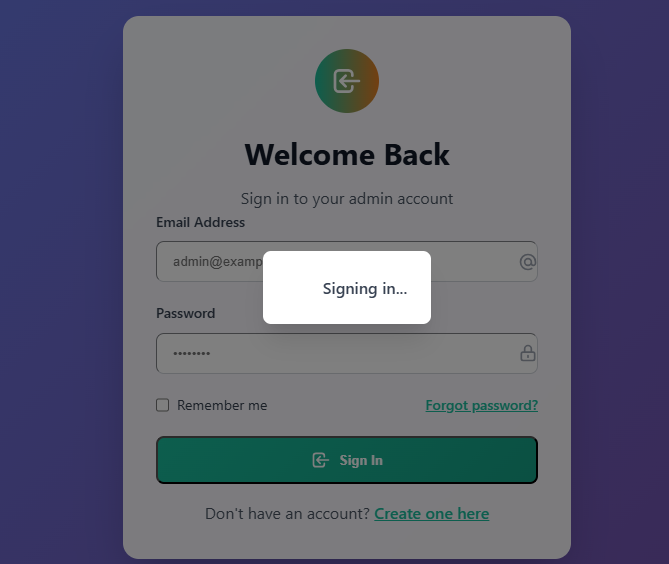 Welcome Back
Sign in to your admin account
Email Address
admin@examp
Signing in...
Password
Remember me
Forgot password?
Sign In
Don't have an account? Create one here